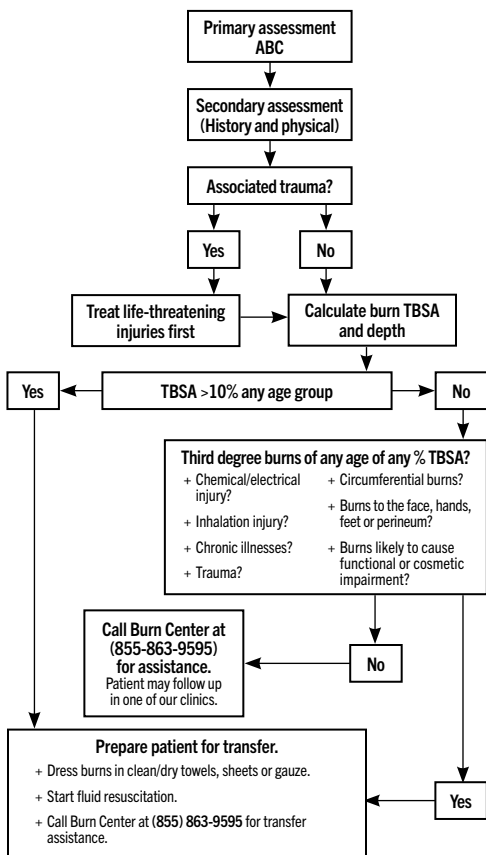 Primary assessment
ABC
Secondary assessment
(History and physical)
Associated trauma?
Yes
No
Treat life-threatening
injuries first
Calculate burn TBSA
and depth
Yes
TBSA >10% any age group
No
Third degree burns of any age of any % TBSA?
+ Chemical/electrical
injury?
+ Inhalation injury?
+ Chronic illnesses?
+ Trauma?
+ Circumferential burns?
+ Burns to the face, hands,
feet or perineum?
+ Burns likely to cause
functional or cosmetic
impairment?
Call Burn Center at
(855-863-9595)
for assistance.
Patient may follow up
in one of our clinics.
No
Prepare patient for transfer.
+ Dress burns in clean/dry towels, sheets or gauze.
+ Start fluid resuscitation.
+ Call Burn Center at (855) 863-9595 for transfer
assistance.
Yes